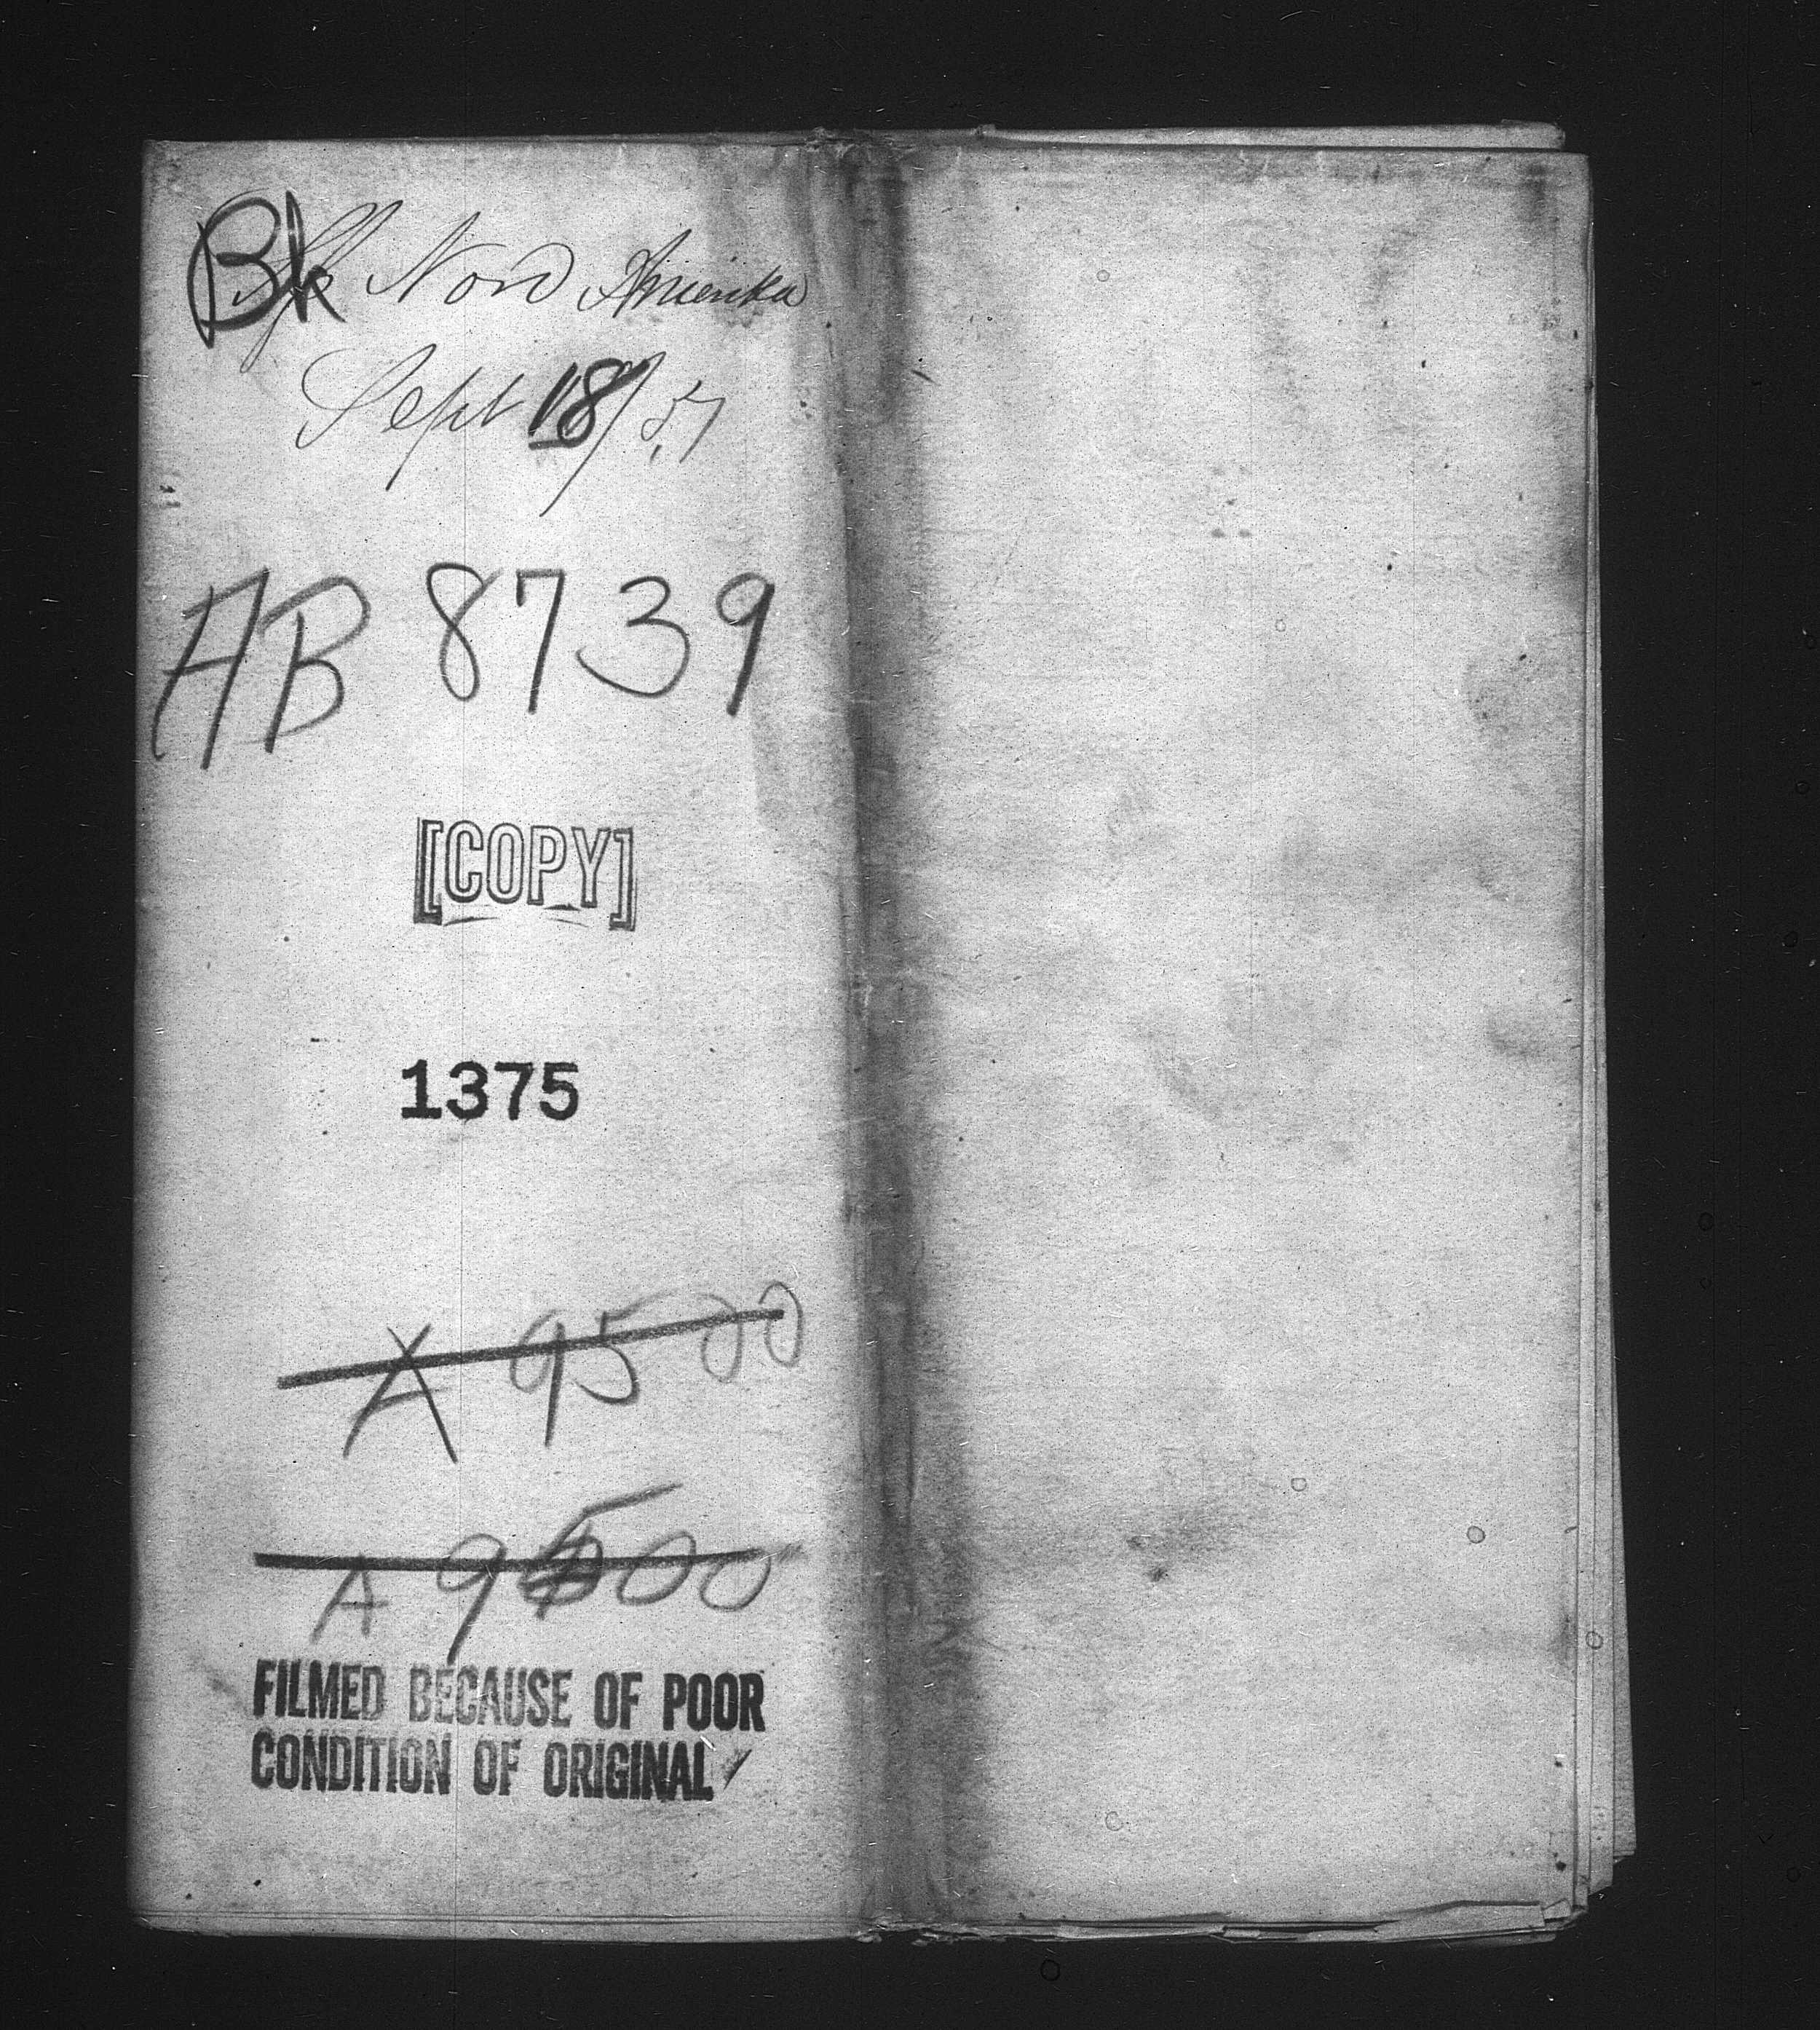 Bk Nord Amerika
Sept 18/57
AB 8739
[COPY]
1375
A 9500
A 9500
FILMED BECAUSE OF POOR
CONDITION OF ORIGINAL